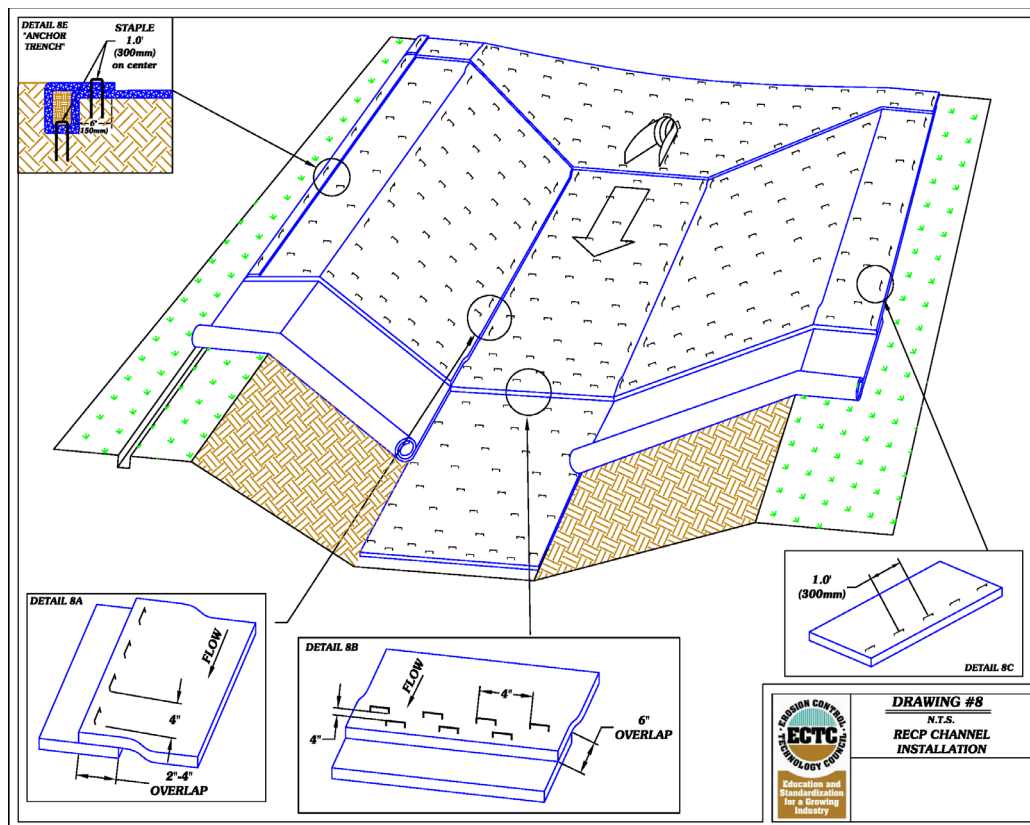 DETAIL 8E
"ANCHOR
TRENCH"
STAPLE
1.0'
(300mm)
on center
6"
150mm)
DETAIL 8A
FLOW
4"
2"-4"
OVERLAP
DETAIL 8B
FLOW
4"
4"
6"
OVERLAP
1.0'
(300mm)
DETAIL 8C
EROSION CONTROL
ECTC
TECHNOLOGY COUNCIL
Education and
Standardization
for a Growing
Industry
DRAWING #8
N.T.S.
RECP CHANNEL
INSTALLATION